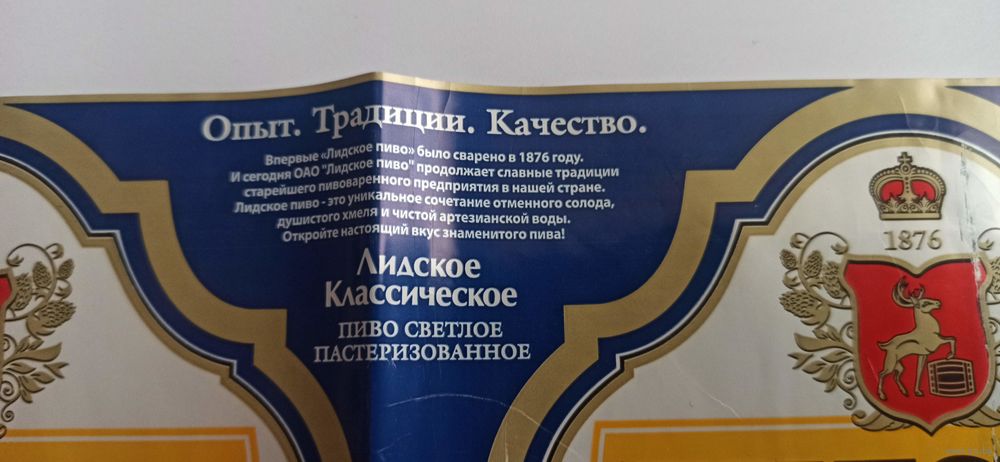 Опыт. Традиции. Качество.
Впервые «Лидское пиво» было сварено в 1876 году.
И сегодня ОАО "Лидское пиво" продолжает славные традиции
старейшего пивоваренного предприятия в нашей стране.
Лидское пиво - это уникальное сочетание отменного солода,
душистого хмеля и чистой артезианской воды.
Откройте настоящий вкус знаменитого пива!
Лидское
Классическое
ПИВО СВЕТЛОЕ
ПАСТЕРИЗОВАННОЕ
1876